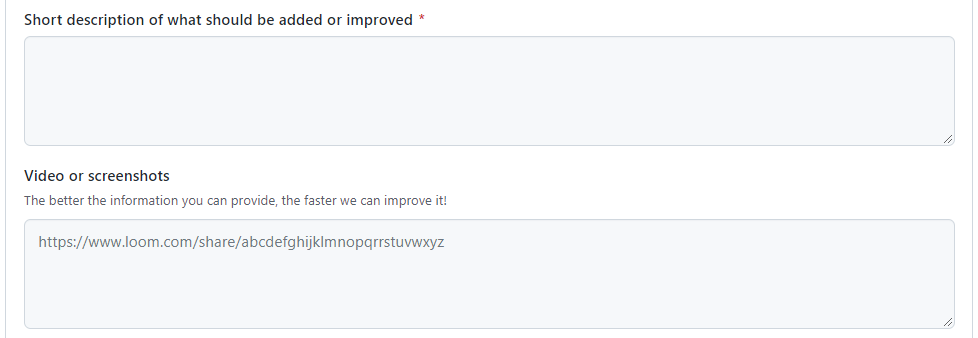 Short description of what should be added or improved *
Video or screenshots
The better the information you can provide, the faster we can improve it!
https://www.loom.com/share/abcdefghijklmnopqrrstuvwxyz